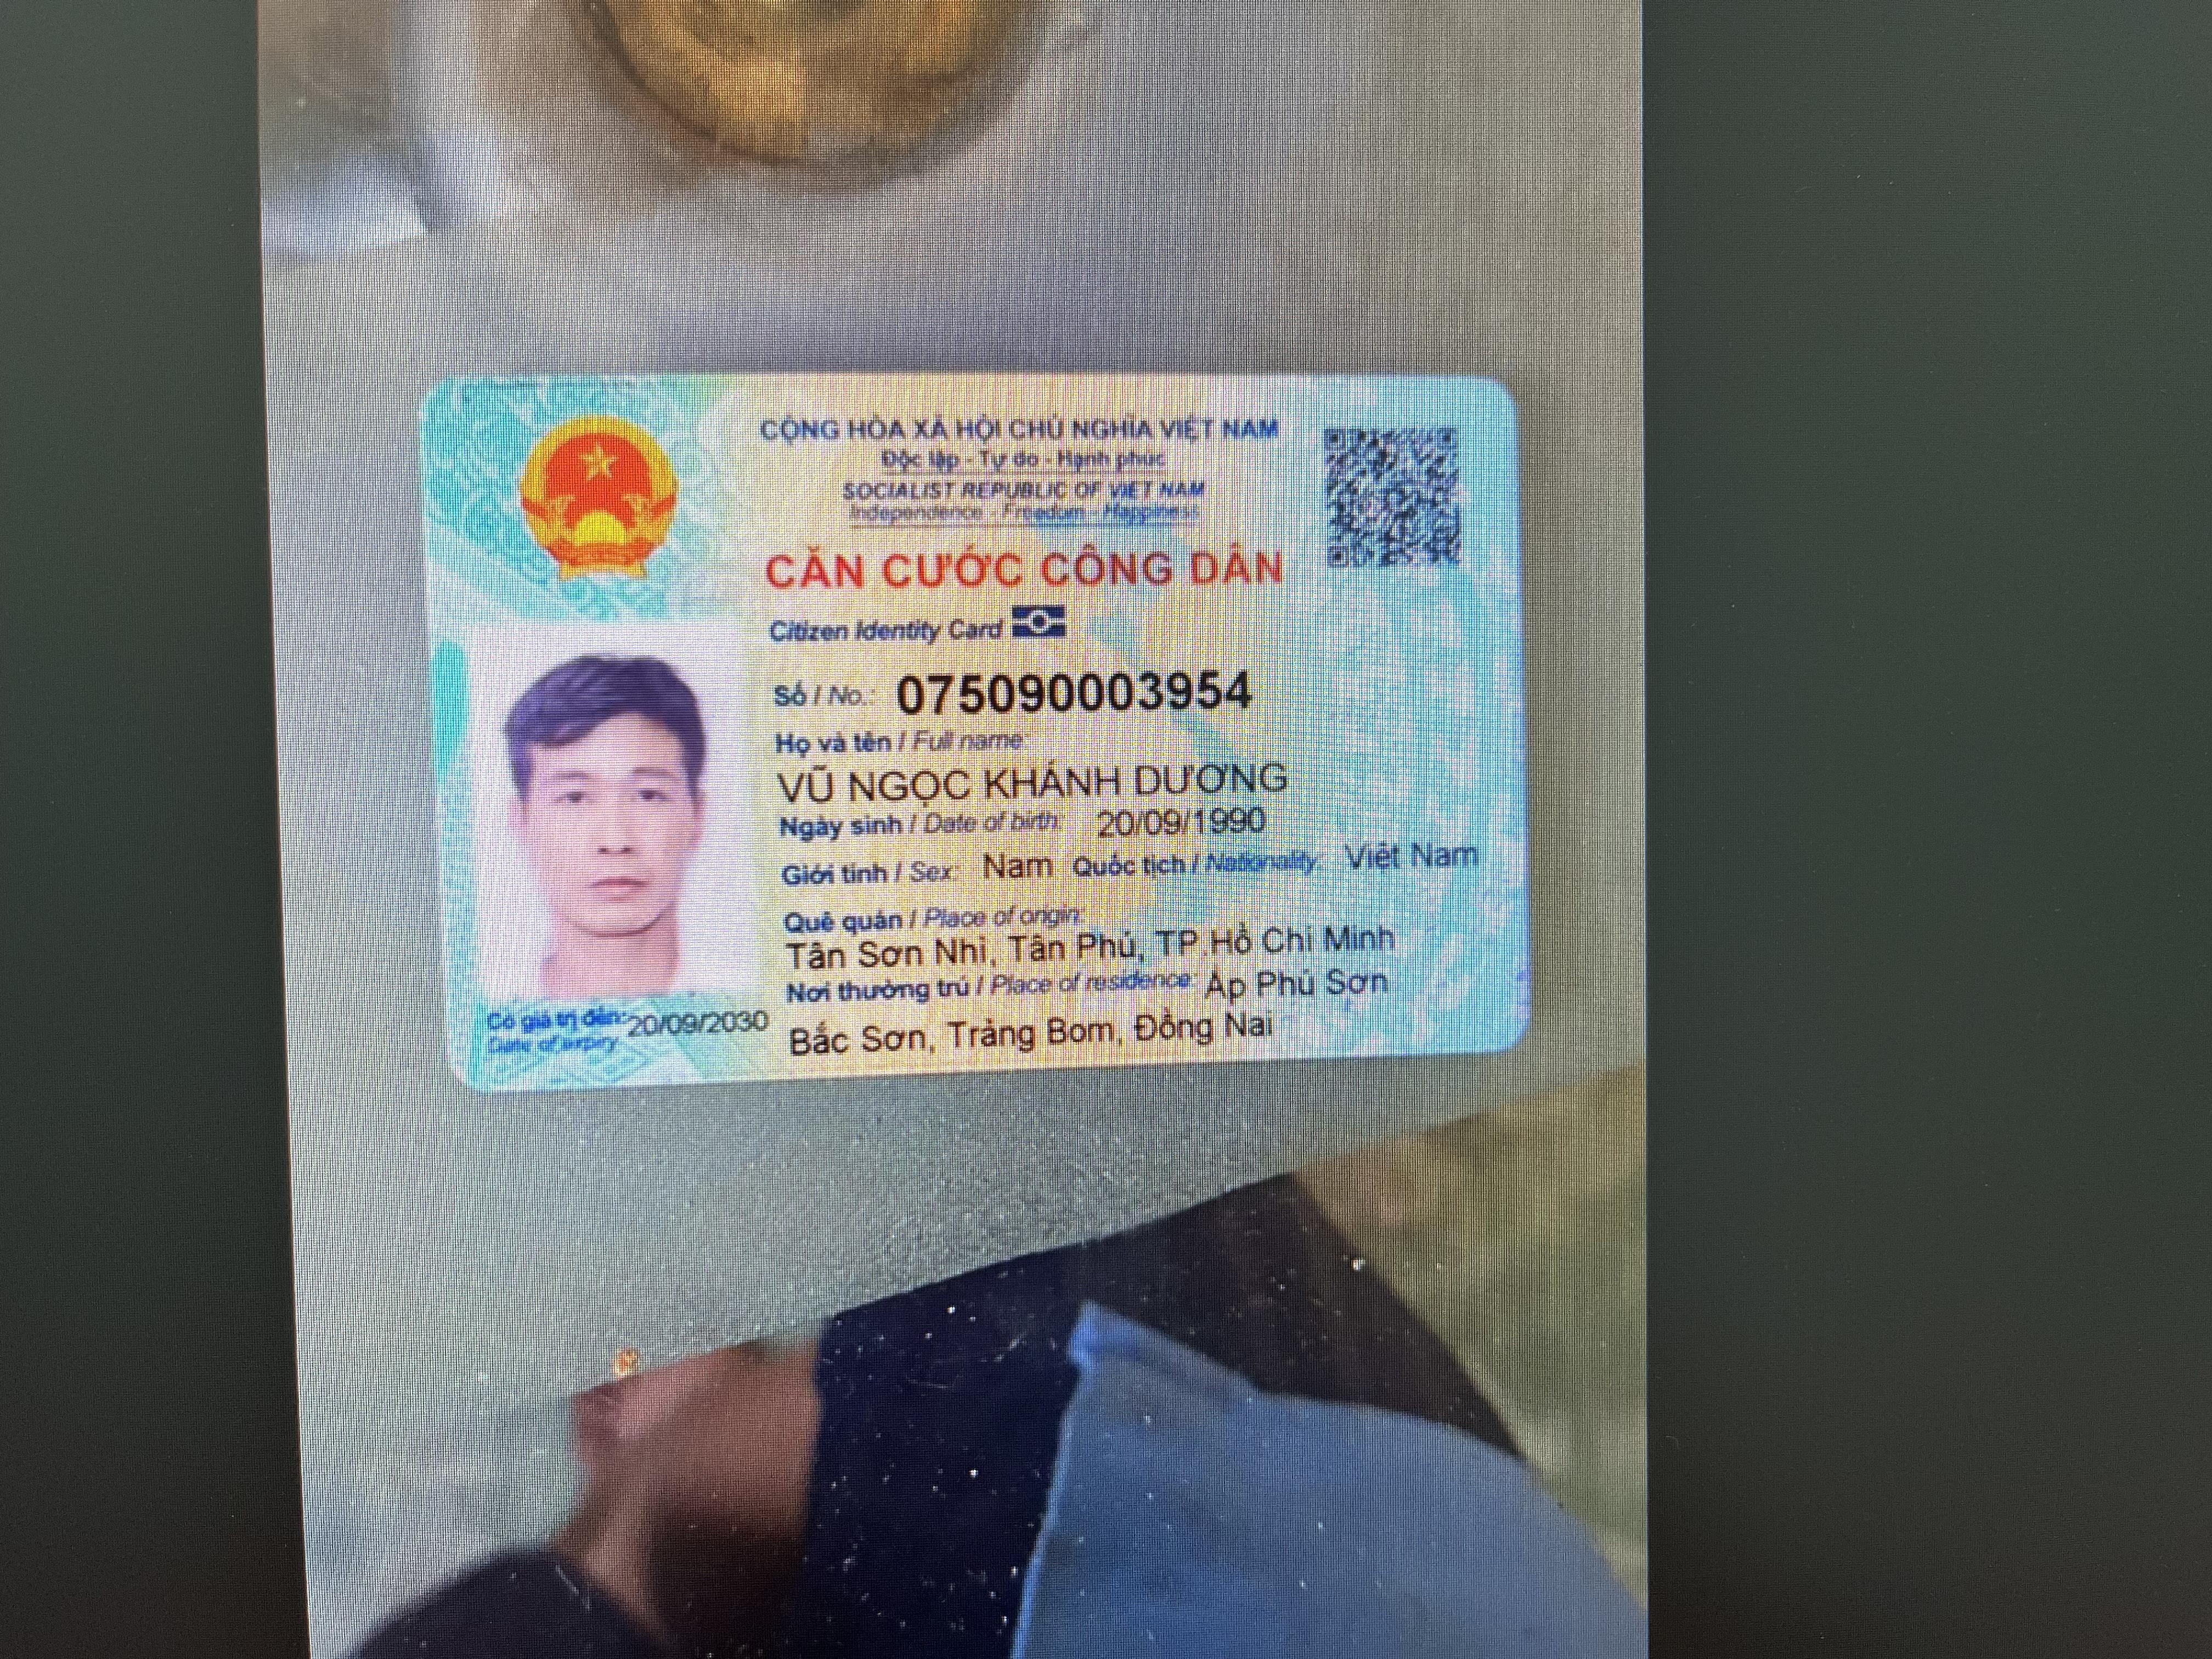 CỘNG HÒA XÃ HỘI CHỦ NGHĨA VIỆT NAM
Độc lập - Tự do - Hạnh phúc
SOCIALIST REPUBLIC OF VIET NAM
Independence - Freedom - Happiness
CĂN CƯỚC CÔNG DÂN
Citizen Identity Card
Số / No.: 075090003954
Họ và tên / Full name:
VŨ NGỌC KHÁNH DƯƠNG
Ngày sinh / Date of birth: 20/09/1990
Giới tính / Sex: Nam Quốc tịch / Nationality: Việt Nam
Quê quán / Place of origin:
Tân Sơn Nhì, Tân Phú, TP.Hồ Chí Minh
Nơi thường trú / Place of residence: Ấp Phú Sơn
Bắc Sơn, Trảng Bom, Đồng Nai
Có giá trị đến: 20/09/2030
Date of expiry